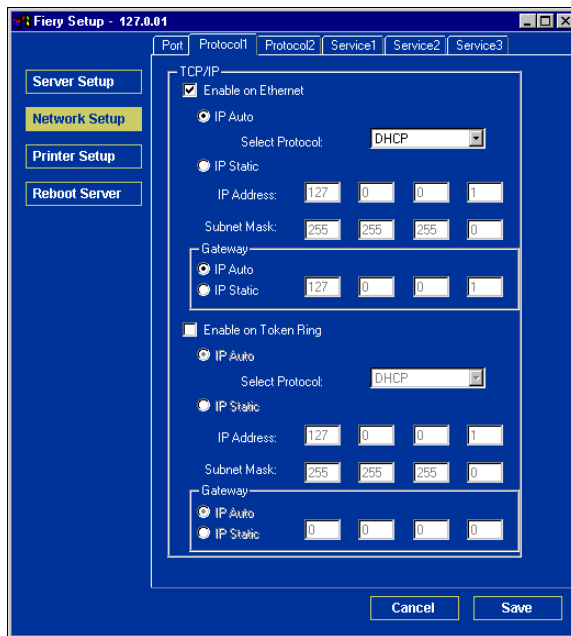 Fiery Setup - 127.0.01
Port Protocol1 Protocol2 Service1 Service2 Service3
Server Setup
Network Setup
Printer Setup
Reboot Server
TCP/IP
Enable on Ethernet
IP Auto
Select Protocol: DHCP
IP Static
IP Address: 127 0 0 1
Subnet Mask: 255 255 255 0
Gateway
IP Auto
IP Static 127 0 0 1
Enable on Token Ring
IP Auto
Select Protocol: DHCP
IP Static
IP Address: 127 0 0 1
Subnet Mask: 255 255 255 0
Gateway
IP Auto
IP Static 0 0 0 0
Cancel Save